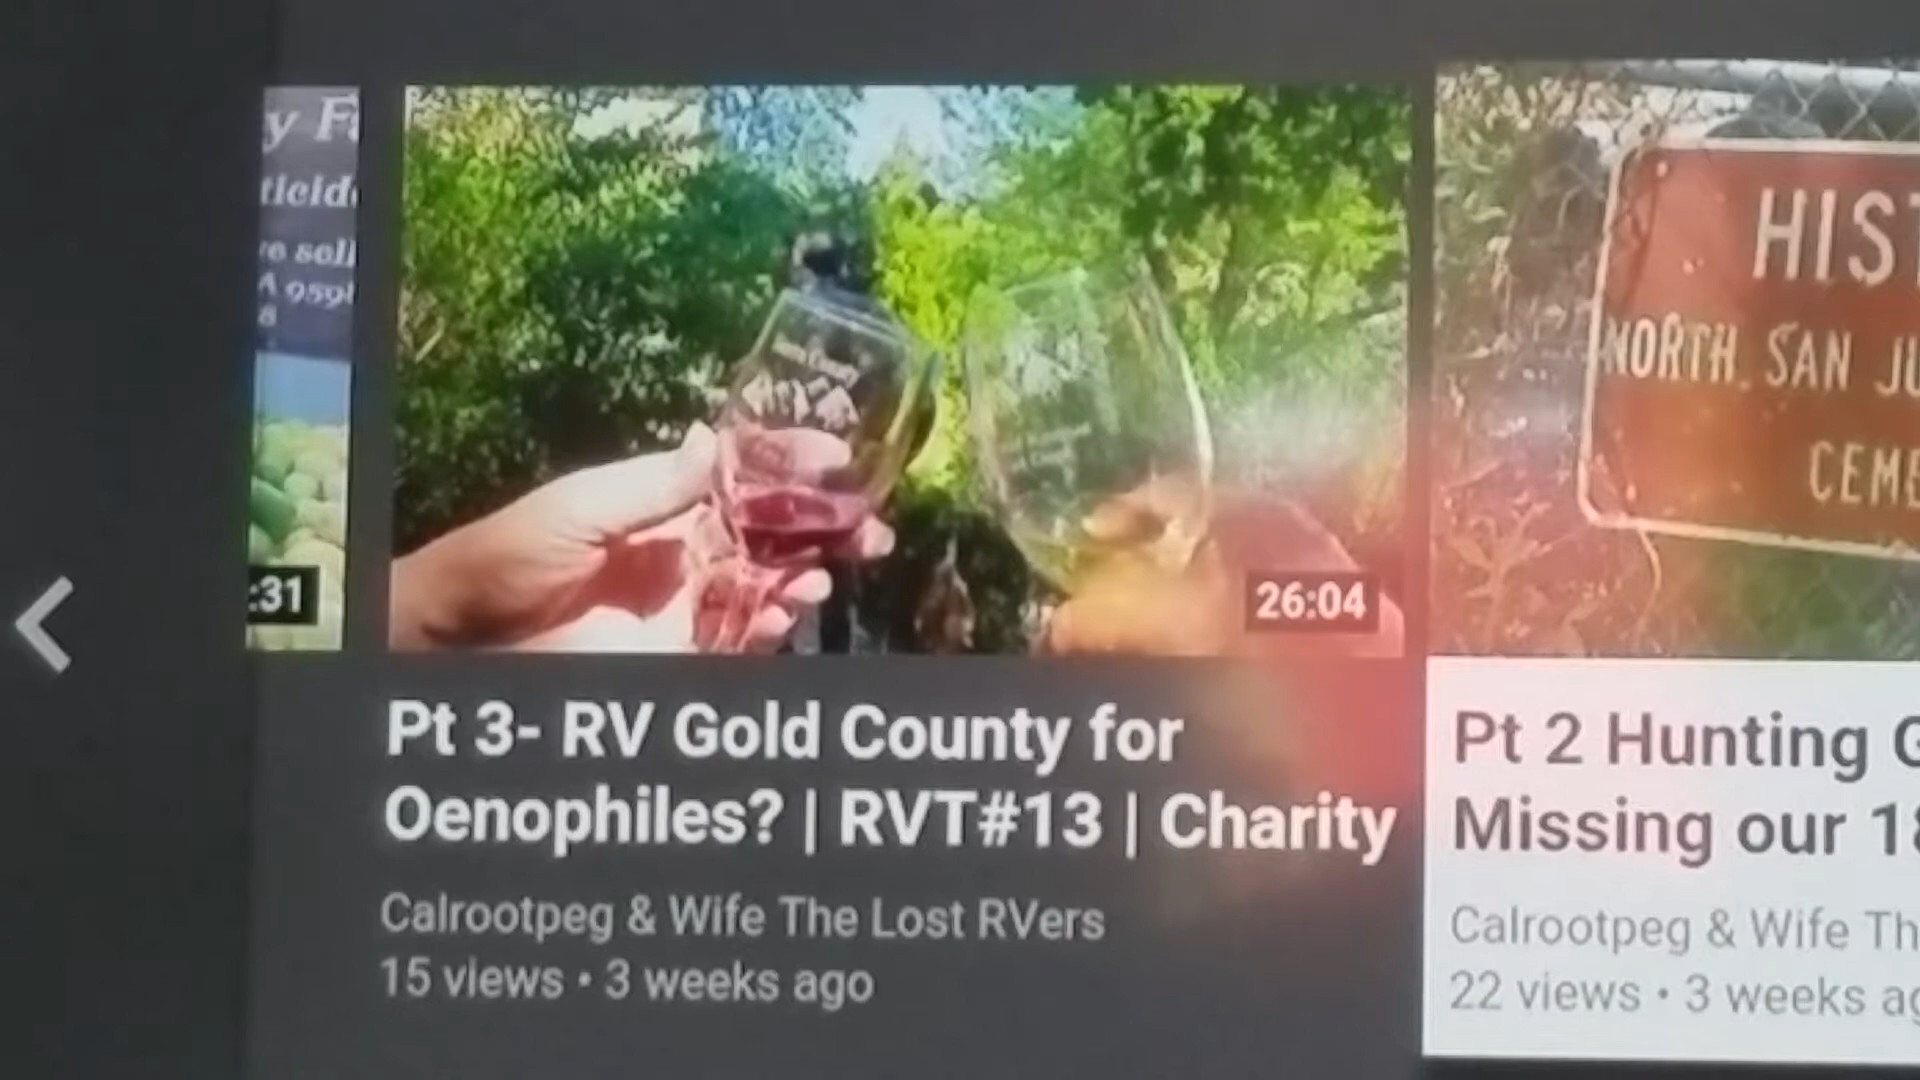 26:04
:31
HIST
NORTH SAN JU
CEME
Pt 3- RV Gold County for
Oenophiles? | RVT#13 | Charity
Calrootpeg & Wife The Lost RVers
15 views • 3 weeks ago
Pt 2 Hunting G
Missing our 18
Calrootpeg & Wife Th
22 views • 3 weeks ag